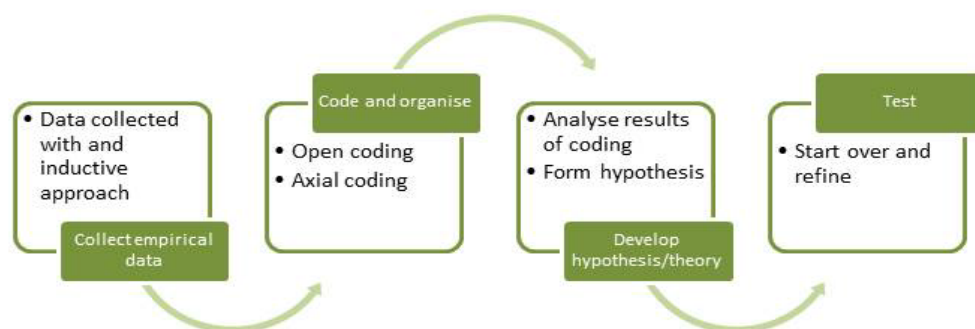 • Data collected
with and
inductive
approach
Collect empirical
data
Code and organise
• Open coding
• Axial coding
• Analyse results
of coding
• Form hypothesis
Develop
hypothesis/theory
Test
• Start over and
refine